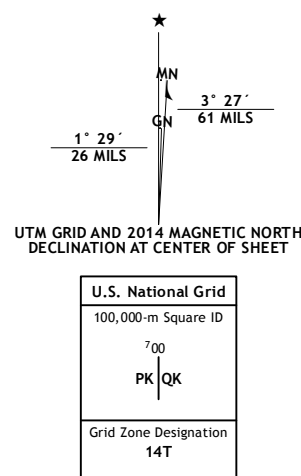 ★
MN
3° 27´
61 MILS
GN
1° 29´
26 MILS
UTM GRID AND 2014 MAGNETIC NORTH
DECLINATION AT CENTER OF SHEET
U.S. National Grid
100,000-m Square ID
⁷00
PK QK
Grid Zone Designation
14T